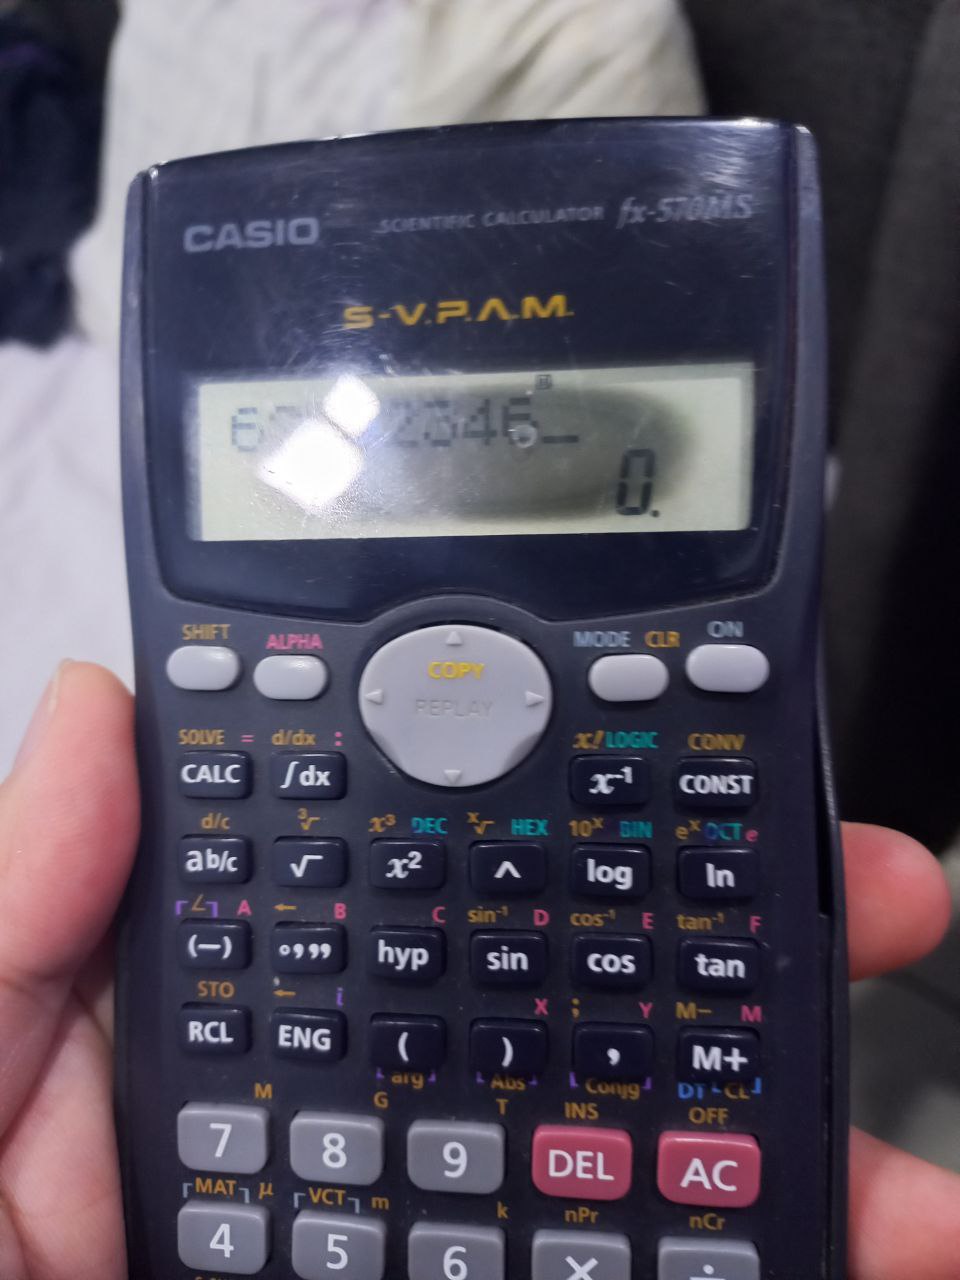 CASIO SCIENTIFIC CALCULATOR fx-570MS
S-V.P.A.M.
D
2346_
0.
SHIFT ALPHA MODE CLR ON
COPY
REPLAY
SOLVE = d/dx : x! LOGIC CONV
CALC ∫dx x⁻¹ CONST
d/c ³√ x³ DEC ˣ√ HEX 10ˣ BIN eˣ OCT e
ab/c √ x² ^ log ln
∠ A ← B C sin⁻¹ D cos⁻¹ E tan⁻¹ F
(−) °,,, hyp sin cos tan
STO ← i X ; Y M− M
RCL ENG ( ) , M+
arg Abs Conjg DT CL
M G T INS OFF
7 8 9 DEL AC
MAT µ VCT m k nPr nCr
4 5 6 × ÷